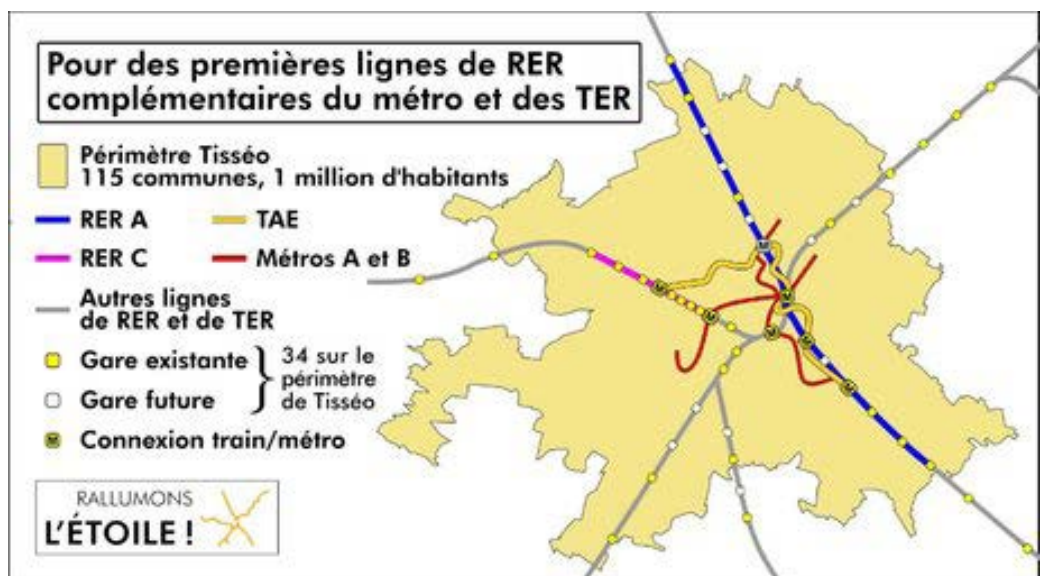 Pour des premières lignes de RER
complémentaires du métro et des TER
Périmètre Tisséo
115 communes, 1 million d'habitants
RER A
TAE
RER C
Métros A et B
Autres lignes
de RER et de TER
Gare existante
34 sur le
périmètre
de Tisséo
Gare future
M Connexion train/métro
RALLUMONS
L'ÉTOILE !